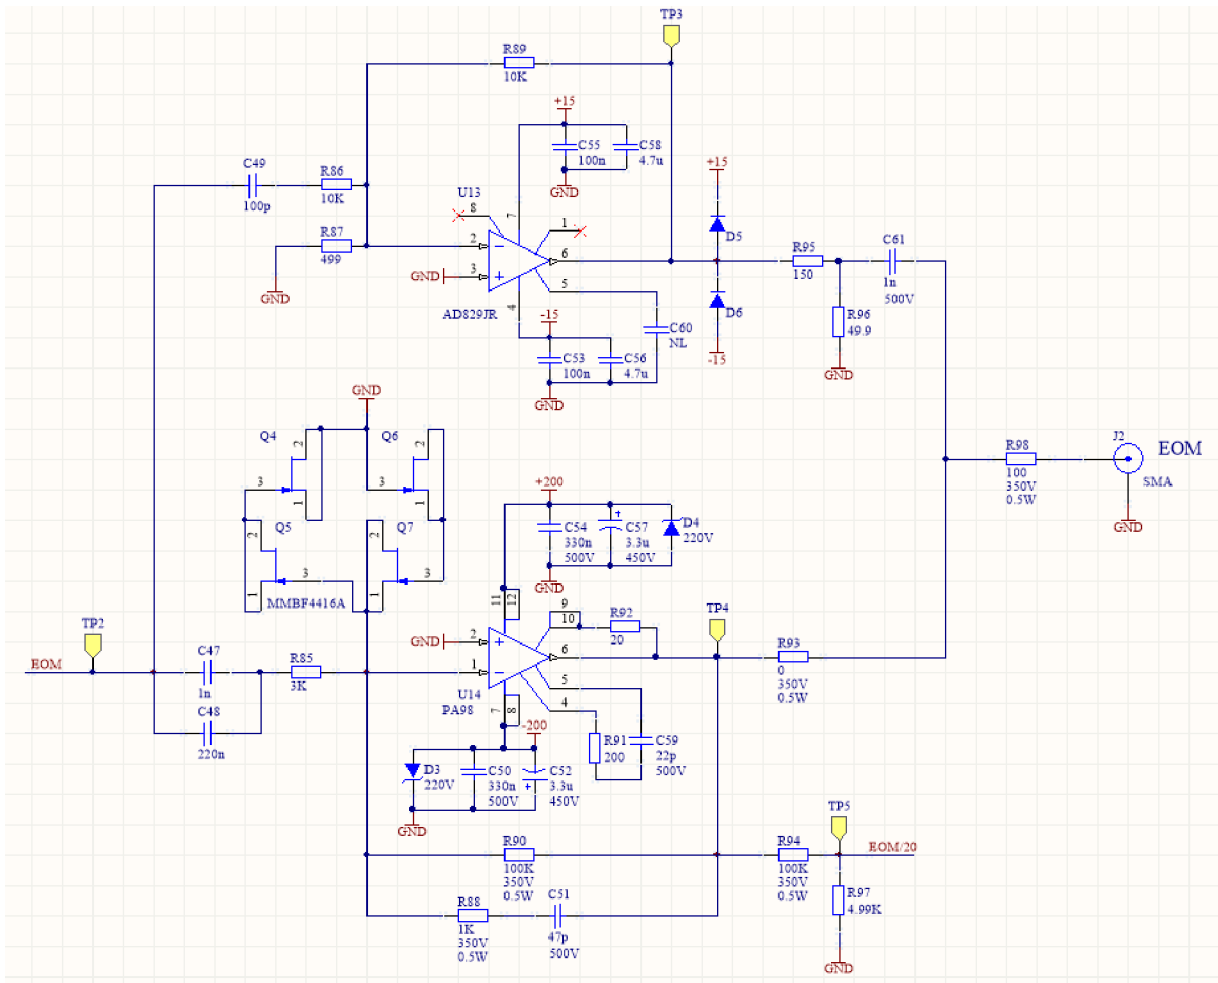 TP3
R89
10K
+15
C55
100n
C58
4.7u
GND
C49
100p
R86
10K
R87
499
GND
U13
8
7
1
2
3
6
5
4
GND
AD829JR
+15
D5
D6
-15
R95
150
C61
1n
500V
R96
49.9
GND
C60
NL
-15
C53
100n
C56
4.7u
GND
GND
Q4
2
3
1
Q6
2
3
1
Q5
2
3
1
Q7
2
3
1
MMBF4416A
R98
100
350V
0.5W
J2
EOM
SMA
GND
+200
C54
330n
500V
C57
3.3u
450V
D4
220V
GND
TP2
EOM
C47
1n
C48
220n
R85
3K
GND
11
12
9
10
2
1
6
5
4
7
8
U14
PA98
R92
20
TP4
R93
0
350V
0.5W
-200
D3
220V
C50
330n
500V
C52
3.3u
450V
GND
R91
200
C59
22p
500V
R90
100K
350V
0.5W
R94
100K
350V
0.5W
TP5
EOM/20
R88
1K
350V
0.5W
C51
47p
500V
R97
4.99K
GND